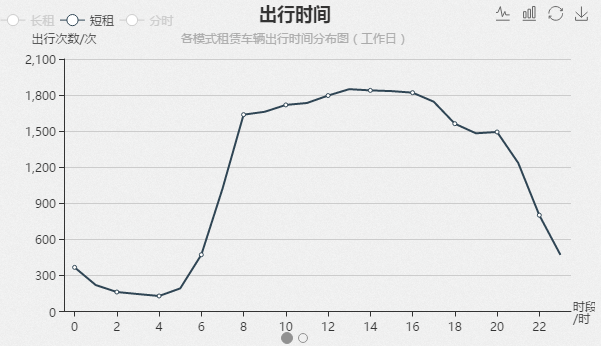 出行时间
长租 短租 分时
出行次数/次
各模式租赁车辆出行时间分布图（工作日）
2,100
1,800
1,500
1,200
900
600
300
0
0 2 4 6 8 10 12 14 16 18 20 22
时段
/时